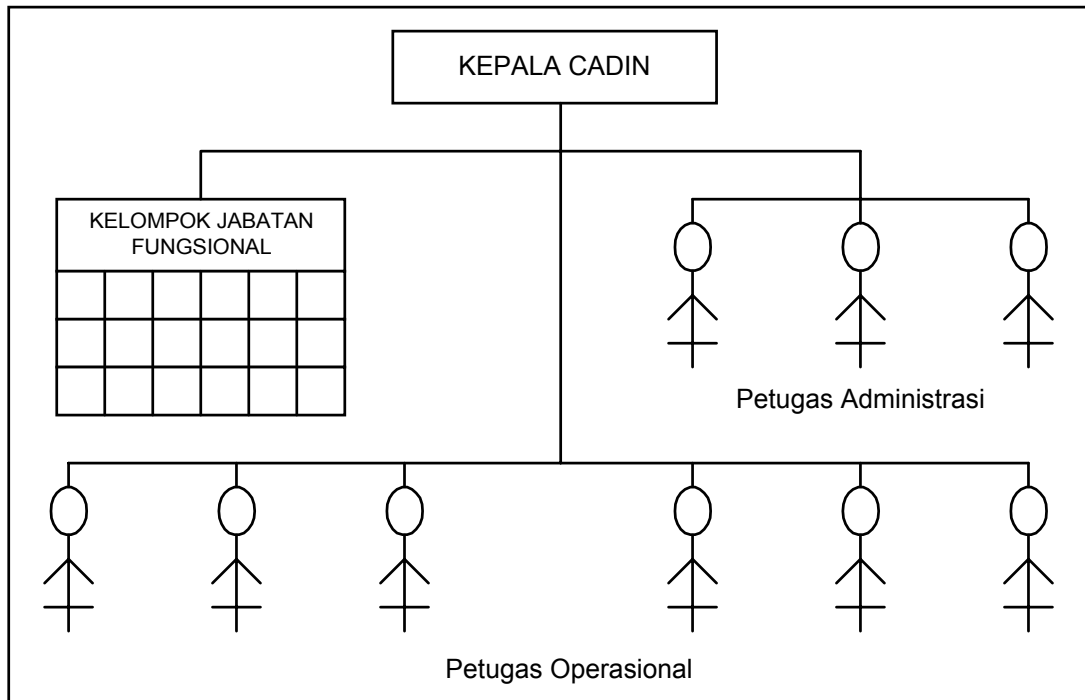 KEPALA CADIN
KELOMPOK JABATAN
FUNGSIONAL
Petugas Administrasi
Petugas Operasional